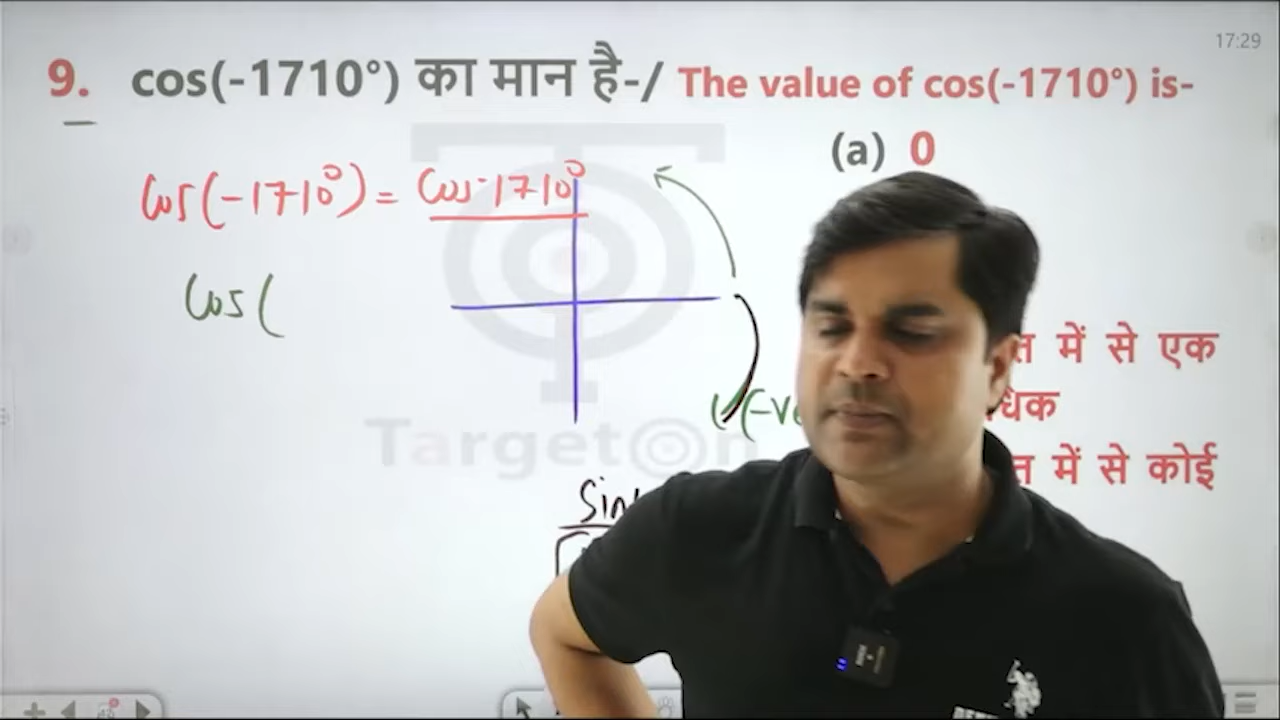 17:29
9. cos(-1710°) का मान है-/ The value of cos(-1710°) is-
(a) 0
cos(-1710°) = cos 1710°
cos(
में से एक
(-ve
में से कोई
Target On
Sin